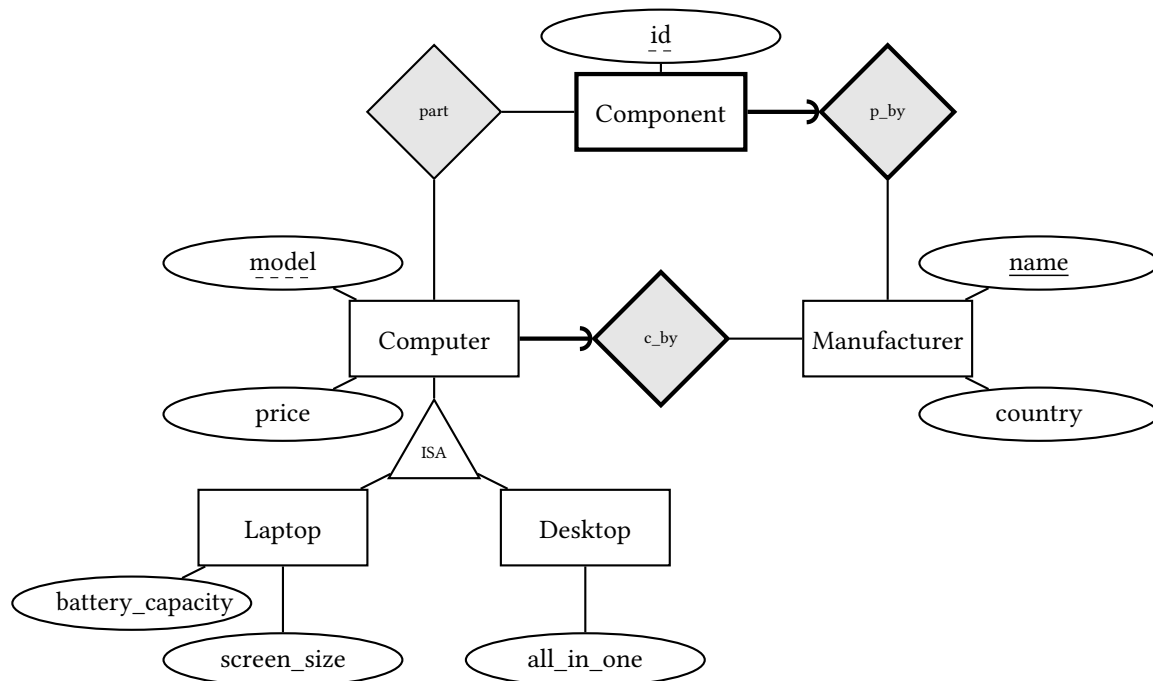 id
part
Component
p_by
model
name
Computer
c_by
Manufacturer
price
country
ISA
Laptop
Desktop
battery_capacity
screen_size
all_in_one